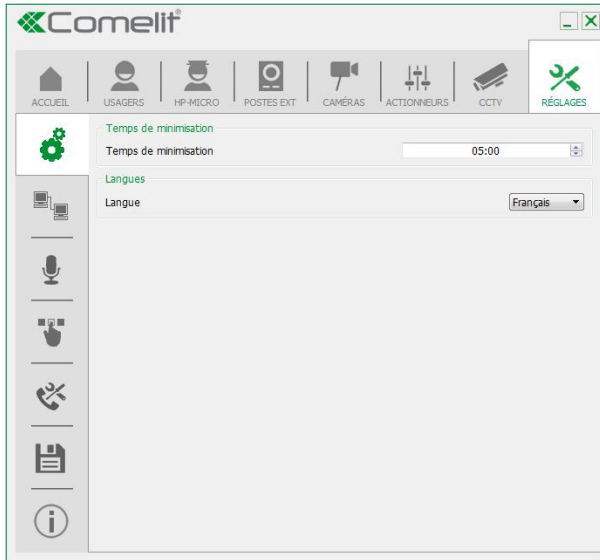 Comelit®
ACCUEIL USAGERS HP-MICRO POSTES EXT CAMÉRAS ACTIONNEURS CCTV RÉGLAGES
Temps de minimisation
Temps de minimisation 05:00
Langues
Langue Français